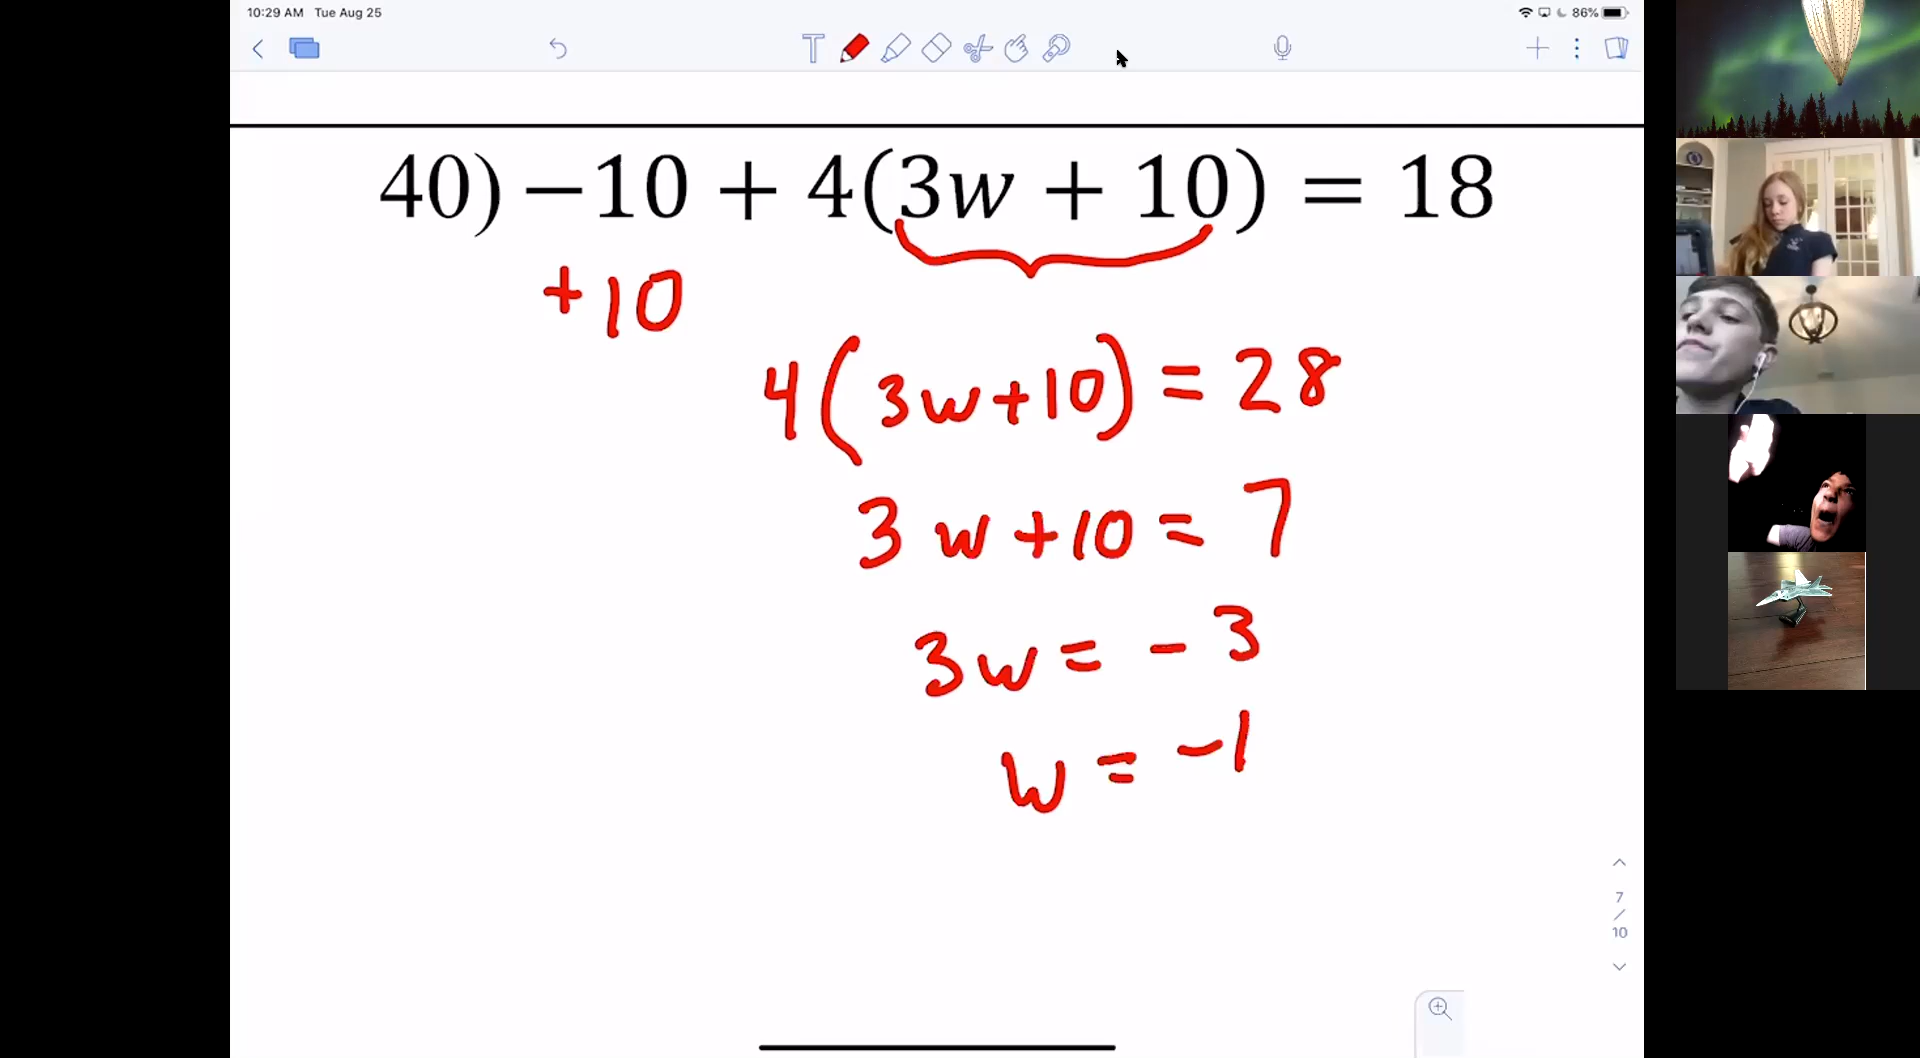 10:29 AM Tue Aug 25
86%
T
40) −10 + 4(3w + 10) = 18
+10
4(3w+10) = 28
3w+10 = 7
3w = -3
w = -1
7
/
10